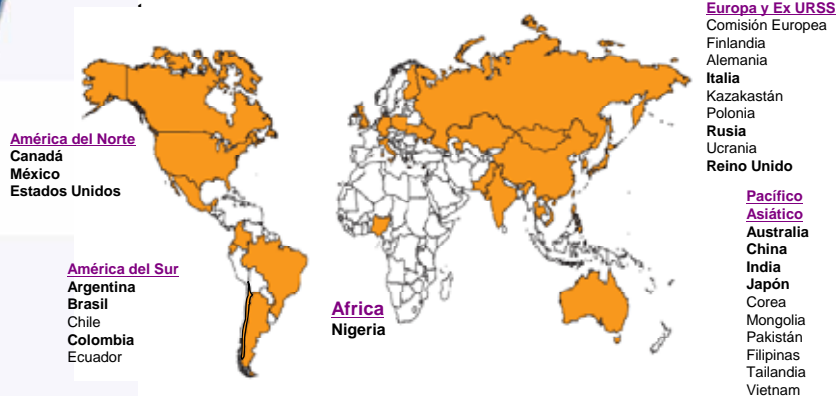 América del Norte
Canadá
México
Estados Unidos
América del Sur
Argentina
Brasil
Chile
Colombia
Ecuador
Africa
Nigeria
Europa y Ex URSS
Comisión Europea
Finlandia
Alemania
Italia
Kazakastán
Polonia
Rusia
Ucrania
Reino Unido
Pacífico
Asiático
Australia
China
India
Japón
Corea
Mongolia
Pakistán
Filipinas
Tailandia
Vietnam